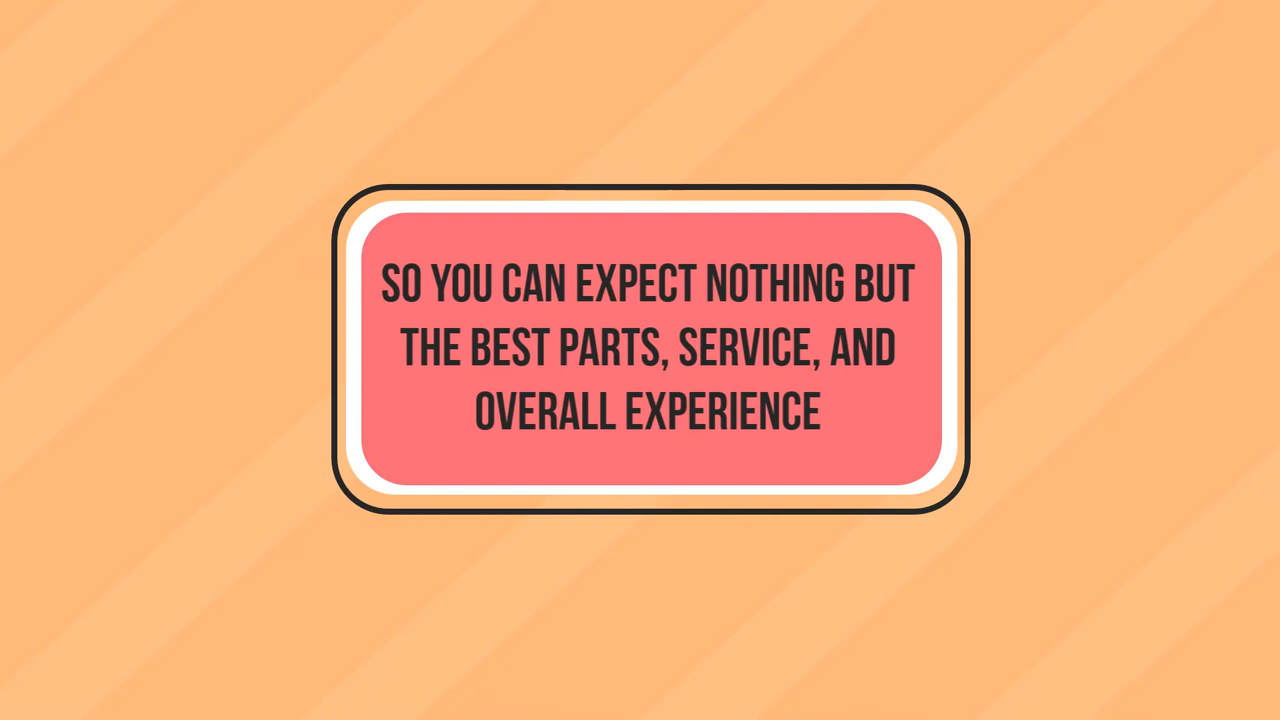 SO YOU CAN EXPECT NOTHING BUT
THE BEST PARTS, SERVICE, AND
OVERALL EXPERIENCE